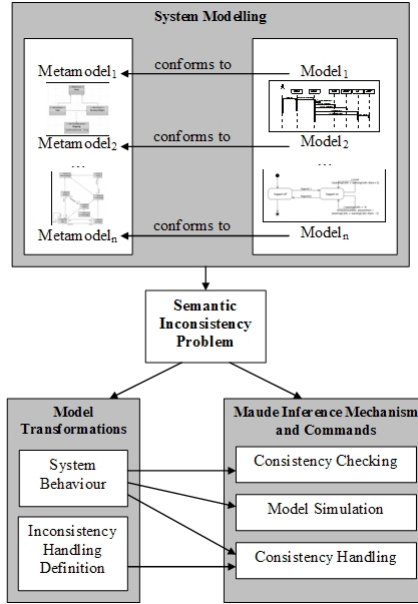 System Modelling
Metamodel1 conforms to Model1
Metamodel2 conforms to Model2
... ...
Metamodeln conforms to Modeln
Semantic
Inconsistency
Problem
Model
Transformations
System
Behaviour
Inconsistency
Handling
Definition
Maude Inference Mechanism
and Commands
Consistency Checking
Model Simulation
Consistency Handling